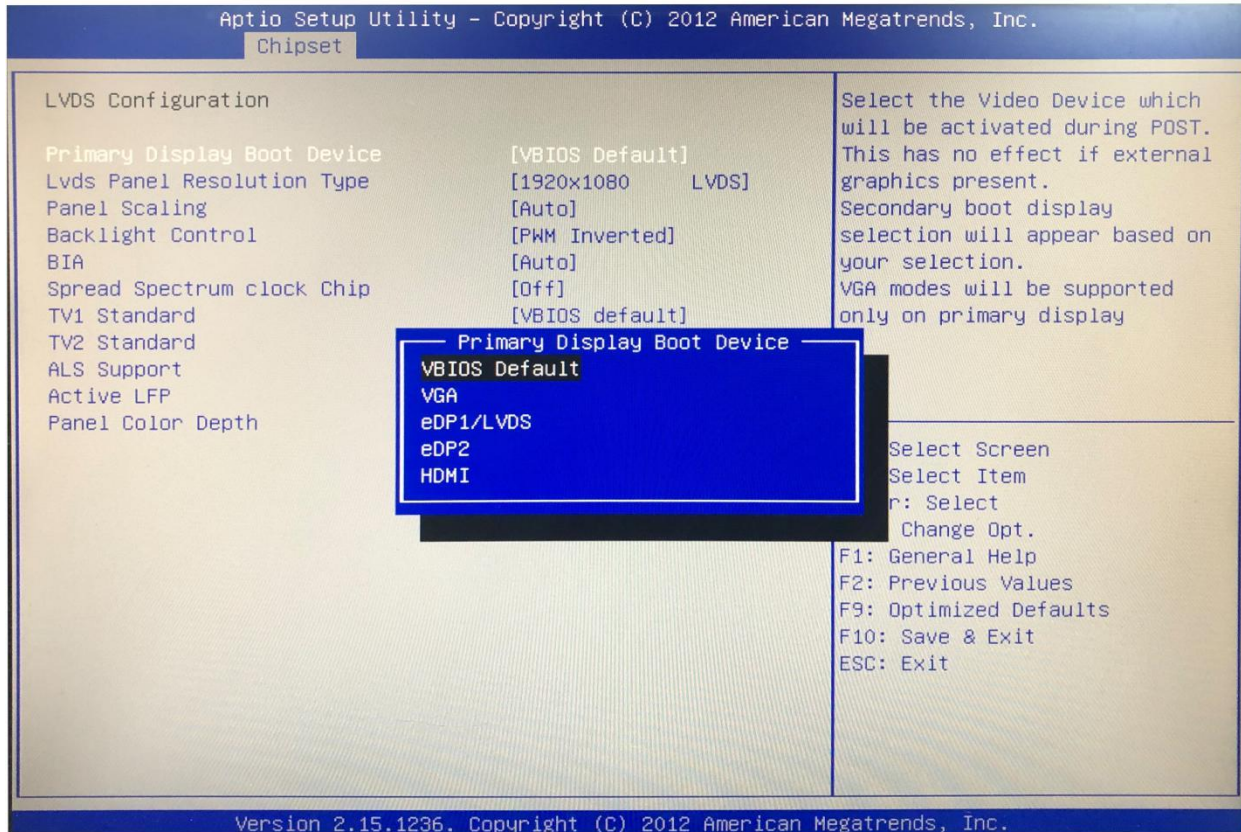 Aptio Setup Utility – Copyright (C) 2012 American Megatrends, Inc.
Chipset
LVDS Configuration
Primary Display Boot Device [VBIOS Default]
Lvds Panel Resolution Type [1920x1080 LVDS]
Panel Scaling [Auto]
Backlight Control [PWM Inverted]
BIA [Auto]
Spread Spectrum clock Chip [Off]
TV1 Standard [VBIOS default]
TV2 Standard
ALS Support
Active LFP
Panel Color Depth
Primary Display Boot Device
VBIOS Default
VGA
eDP1/LVDS
eDP2
HDMI
Select the Video Device which
will be activated during POST.
This has no effect if external
graphics present.
Secondary boot display
selection will appear based on
your selection.
VGA modes will be supported
only on primary display
Select Screen
Select Item
r: Select
Change Opt.
F1: General Help
F2: Previous Values
F9: Optimized Defaults
F10: Save & Exit
ESC: Exit
Version 2.15.1236. Copyright (C) 2012 American Megatrends, Inc.